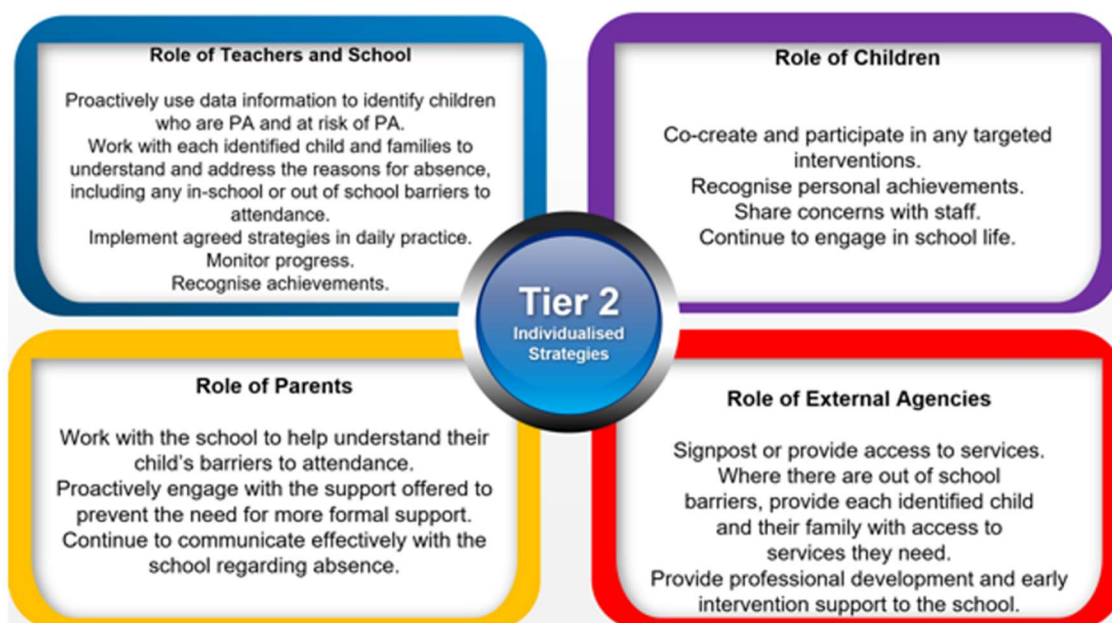 Role of Teachers and School
Proactively use data information to identify children
who are PA and at risk of PA.
Work with each identified child and families to
understand and address the reasons for absence,
including any in-school or out of school barriers to
attendance.
Implement agreed strategies in daily practice.
Monitor progress.
Recognise achievements.
Role of Children
Co-create and participate in any targeted
interventions.
Recognise personal achievements.
Share concerns with staff.
Continue to engage in school life.
Tier 2
Individualised
Strategies
Role of Parents
Work with the school to help understand their
child's barriers to attendance.
Proactively engage with the support offered to
prevent the need for more formal support.
Continue to communicate effectively with the
school regarding absence.
Role of External Agencies
Signpost or provide access to services.
Where there are out of school
barriers, provide each identified child
and their family with access to
services they need.
Provide professional development and early
intervention support to the school.